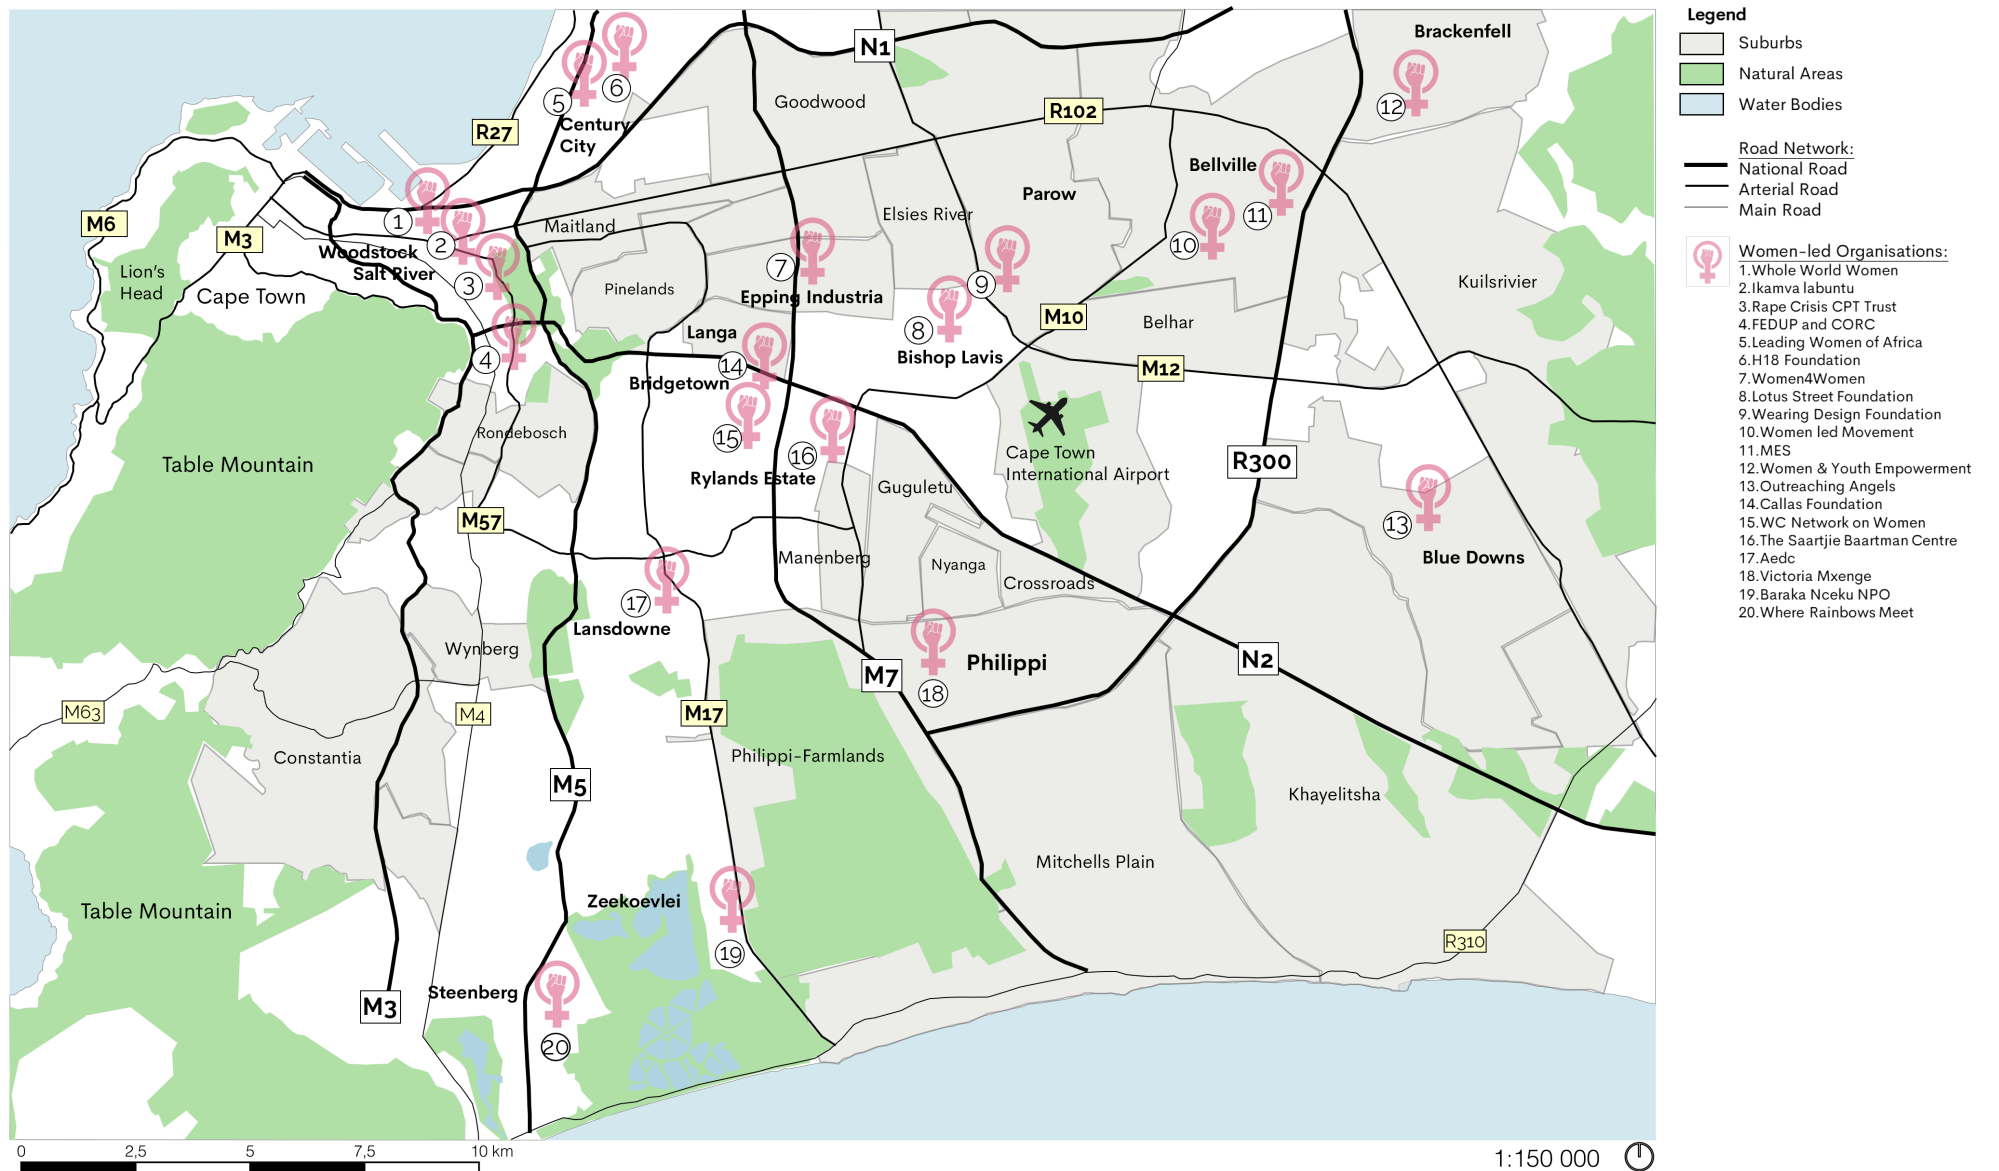 Brackenfell
N1
5
6
12
Goodwood
R102
R27
Century
City
Bellville
Parow
M6
M3
1
2
Maitland
Elsies River
10
11
Woodstock
Salt River
3
7
9
Lion's
Head
Cape Town
Pinelands
Epping Industria
Kuilsrivier
M10
Belhar
Langa
8
Bishop Lavis
4
14
M12
Bridgetown
Rondebosch
15
16
Table Mountain
Cape Town
International Airport
R300
Rylands Estate
Guguletu
M57
13
Manenberg
Nyanga
Crossroads
Blue Downs
17
Lansdowne
Wynberg
M7
Philippi
N2
18
M63
M4
M17
Constantia
Philippi-Farmlands
M5
Khayelitsha
Mitchells Plain
Zeekoevlei
Table Mountain
R310
19
Steenberg
M3
20
0
2,5
5
7,5
10 km
1:150 000
Legend
Suburbs
Natural Areas
Water Bodies
Road Network:
National Road
Arterial Road
Main Road
Women-led Organisations:
1.Whole World Women
2.Ikamva labuntu
3.Rape Crisis CPT Trust
4.FEDUP and CORC
5.Leading Women of Africa
6.H18 Foundation
7.Women4Women
8.Lotus Street Foundation
9.Wearing Design Foundation
10.Women led Movement
11.MES
12.Women & Youth Empowerment
13.Outreaching Angels
14.Callas Foundation
15.WC Network on Women
16.The Saartjie Baartman Centre
17.Aedc
18.Victoria Mxenge
19.Baraka Nceku NPO
20.Where Rainbows Meet